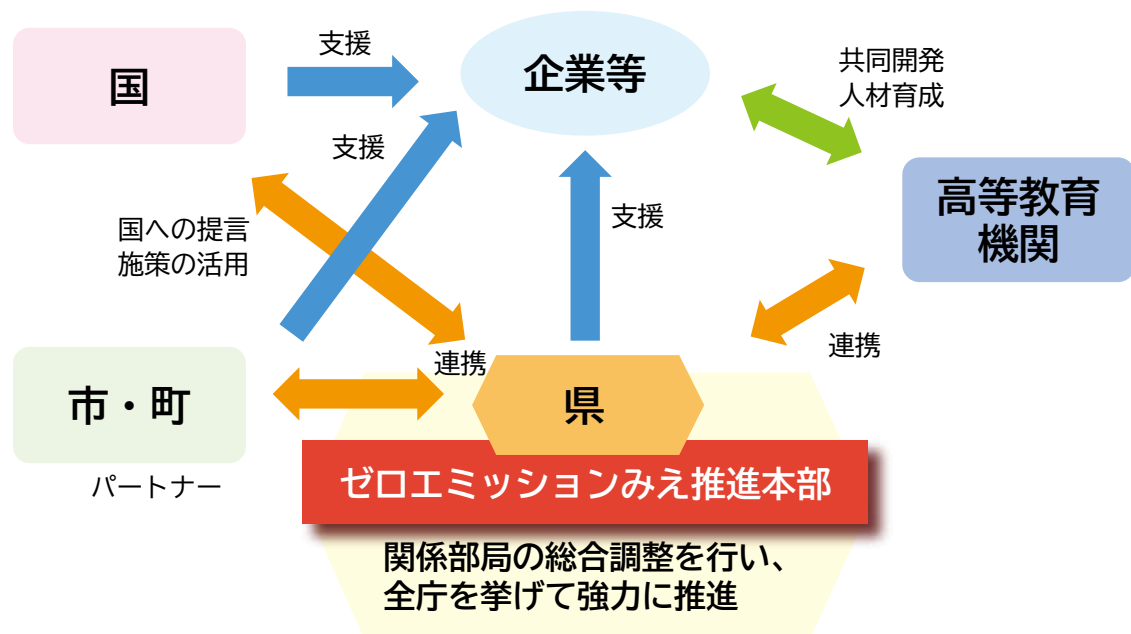 国
支援
企業等
共同開発
人材育成
支援
高等教育
機関
支援
国への提言
施策の活用
連携
連携
市・町
パートナー
県
ゼロエミッションみえ推進本部
関係部局の総合調整を行い、
全庁を挙げて強力に推進